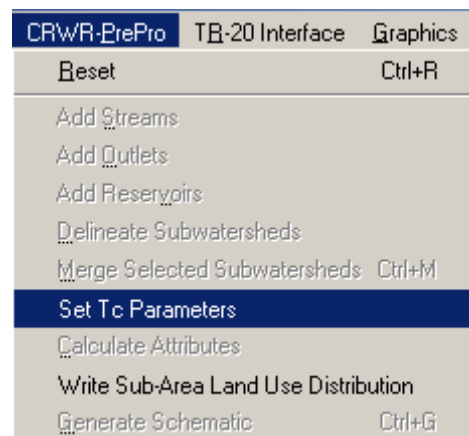 CRWR-PrePro TR-20 Interface Graphics
Reset Ctrl+R
Add Streams
Add Outlets
Add Reservoirs
Delineate Subwatersheds
Merge Selected Subwatersheds Ctrl+M
Set Tc Parameters
Calculate Attributes
Write Sub-Area Land Use Distribution
Generate Schematic Ctrl+G